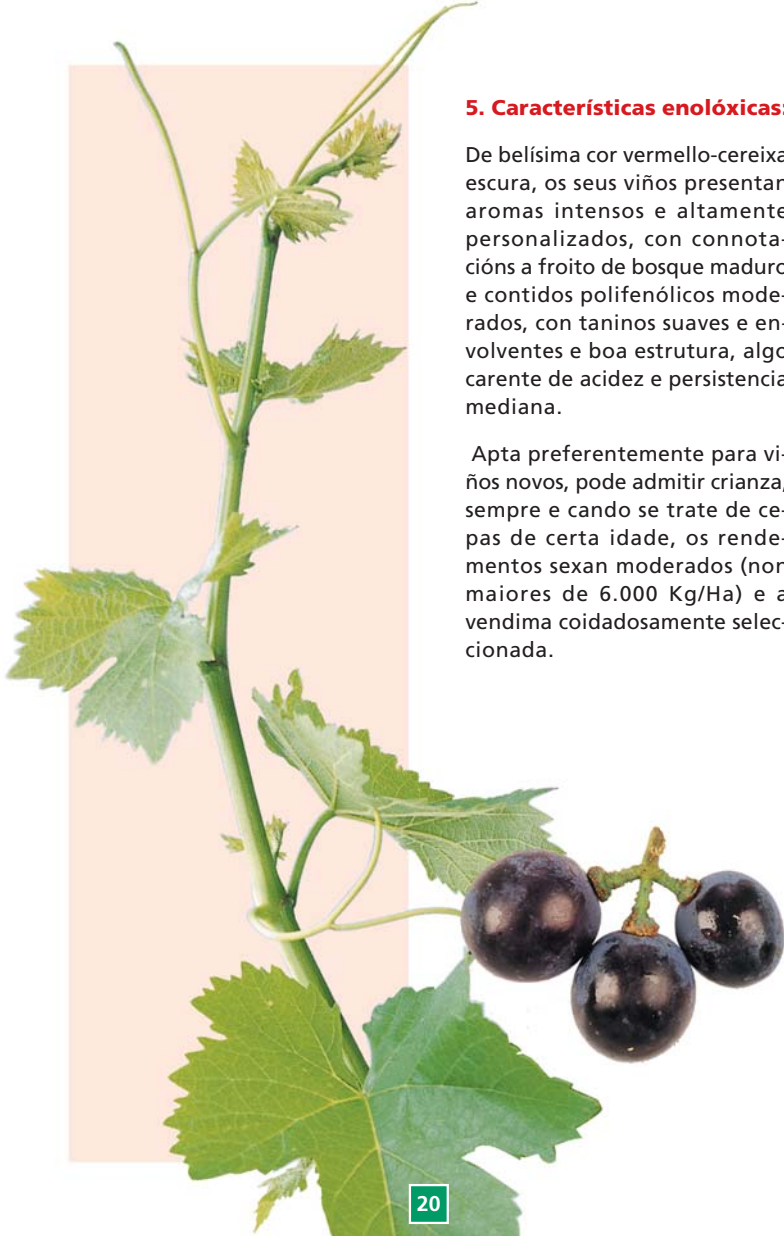 5. Características enolóxicas:
De belísima cor vermello-cereixa
escura, os seus viños presentan
aromas intensos e altamente
personalizados, con connota-
cións a froito de bosque maduro
e contidos polifenólicos mode-
rados, con taninos suaves e en-
volventes e boa estrutura, algo
carente de acidez e persistencia
mediana.
Apta preferentemente para vi-
ños novos, pode admitir crianza,
sempre e cando se trate de ce-
pas de certa idade, os rende-
mentos sexan moderados (non
maiores de 6.000 Kg/Ha) e a
vendima coidadosamente selec-
cionada.
20